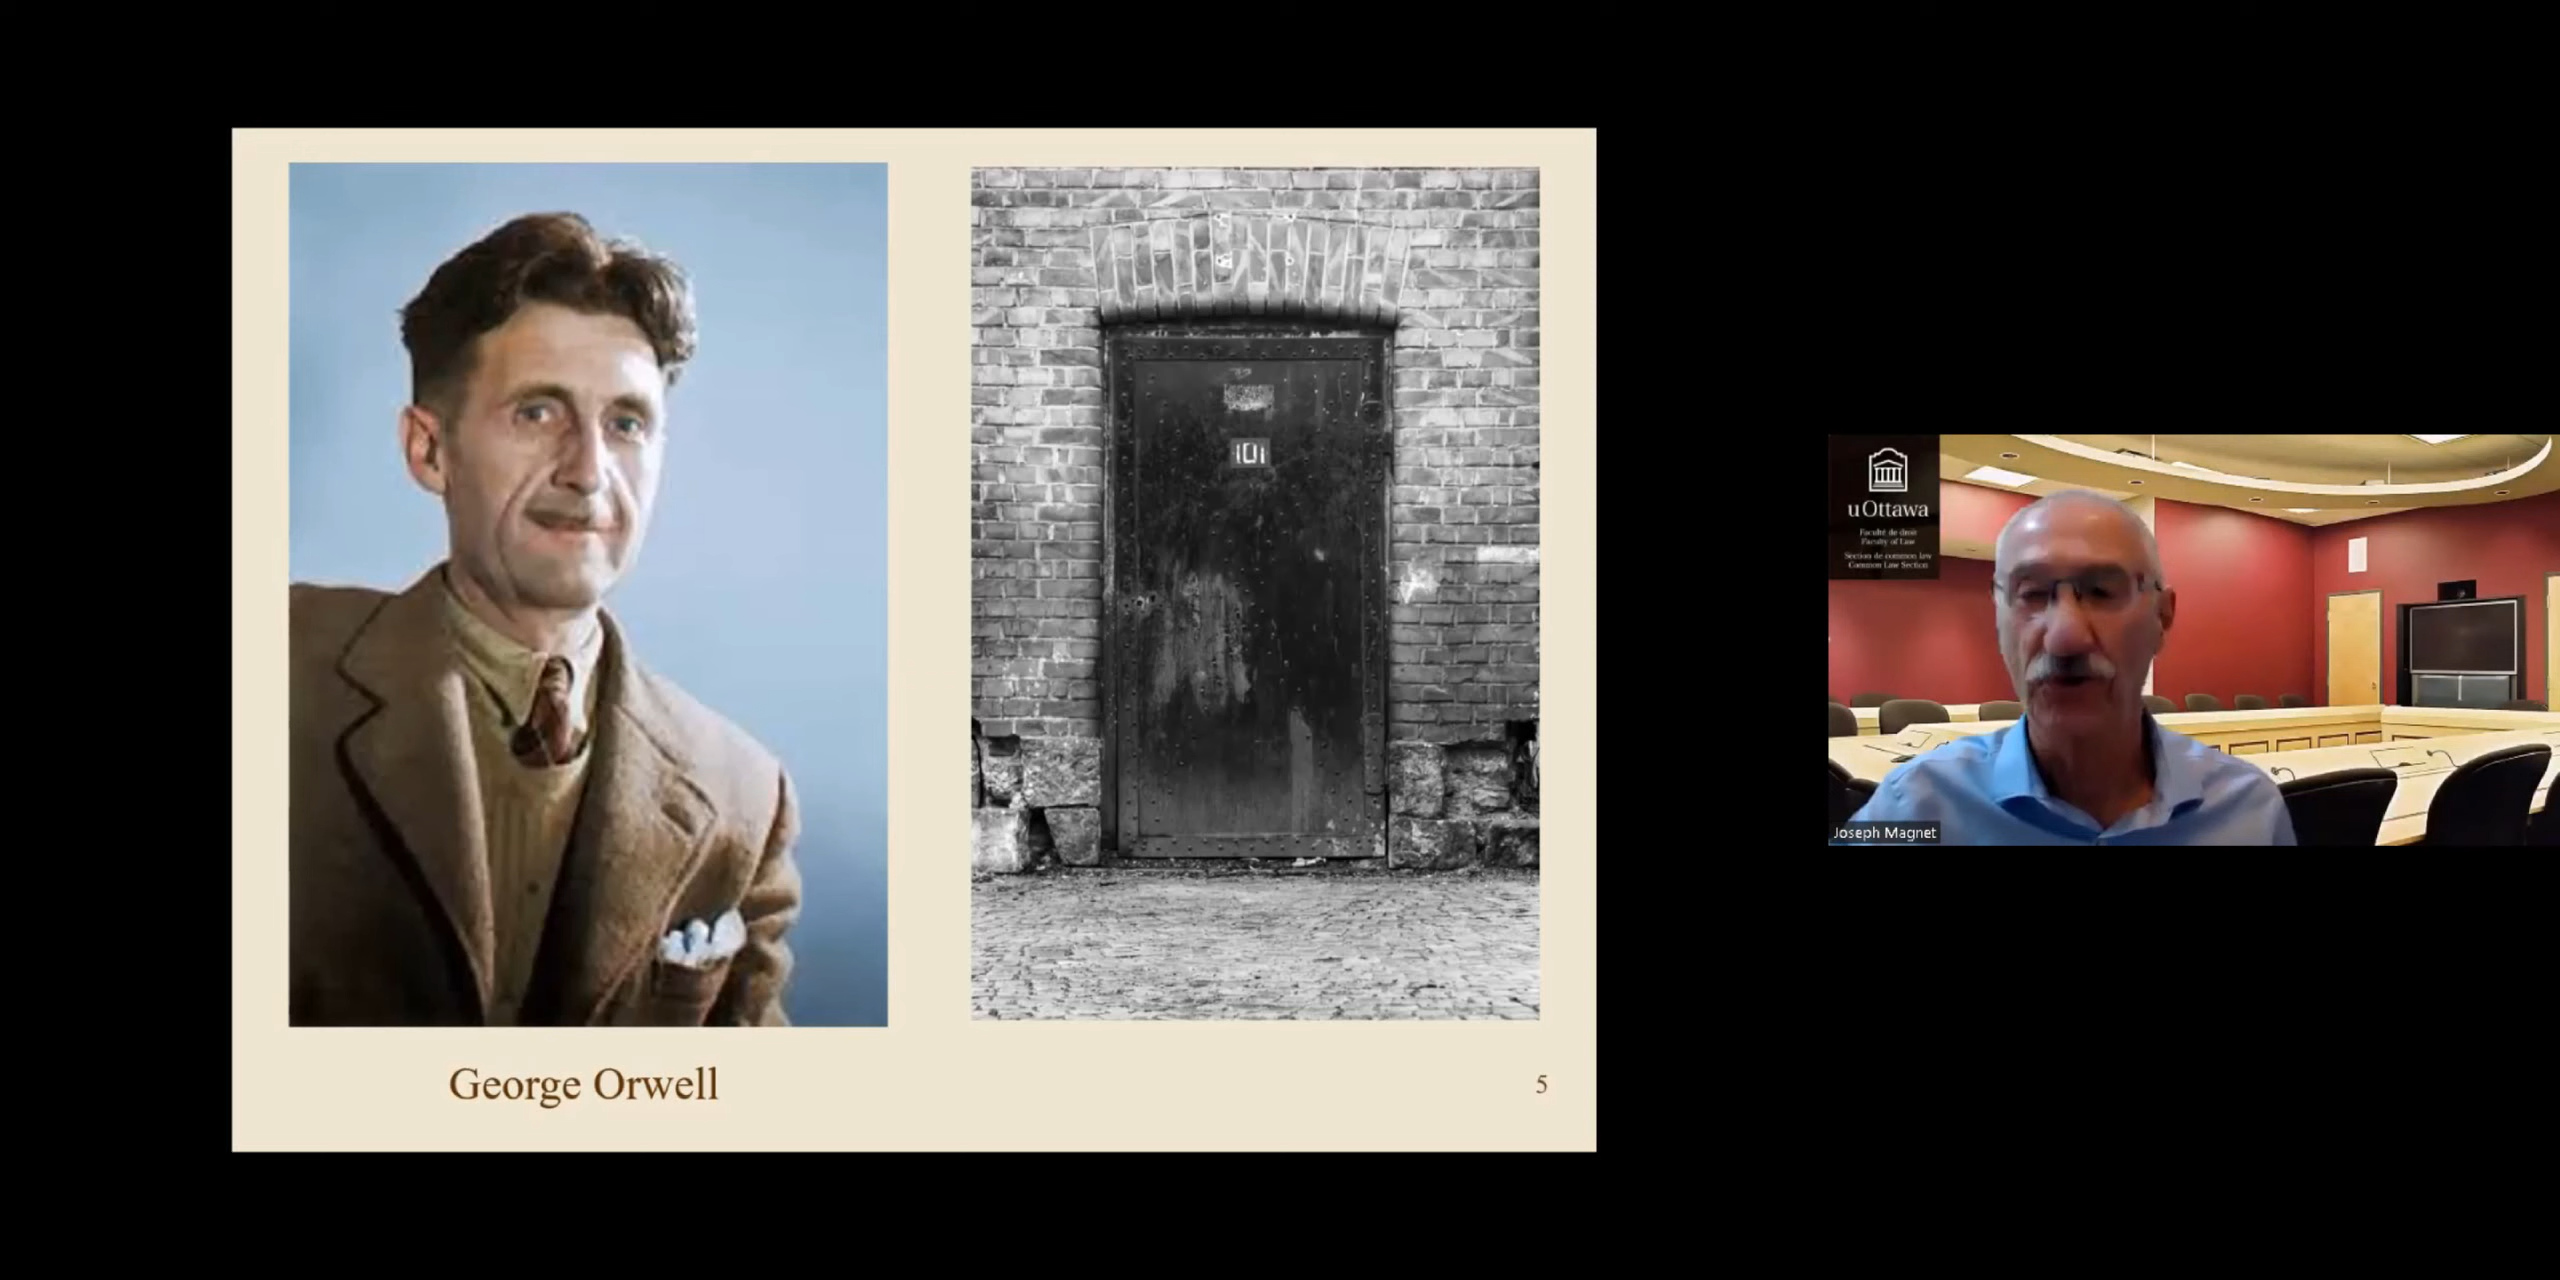 101
George Orwell
5
uOttawa
Faculté de droit
Faculty of Law
Section de common law
Common Law Section
Joseph Magnet